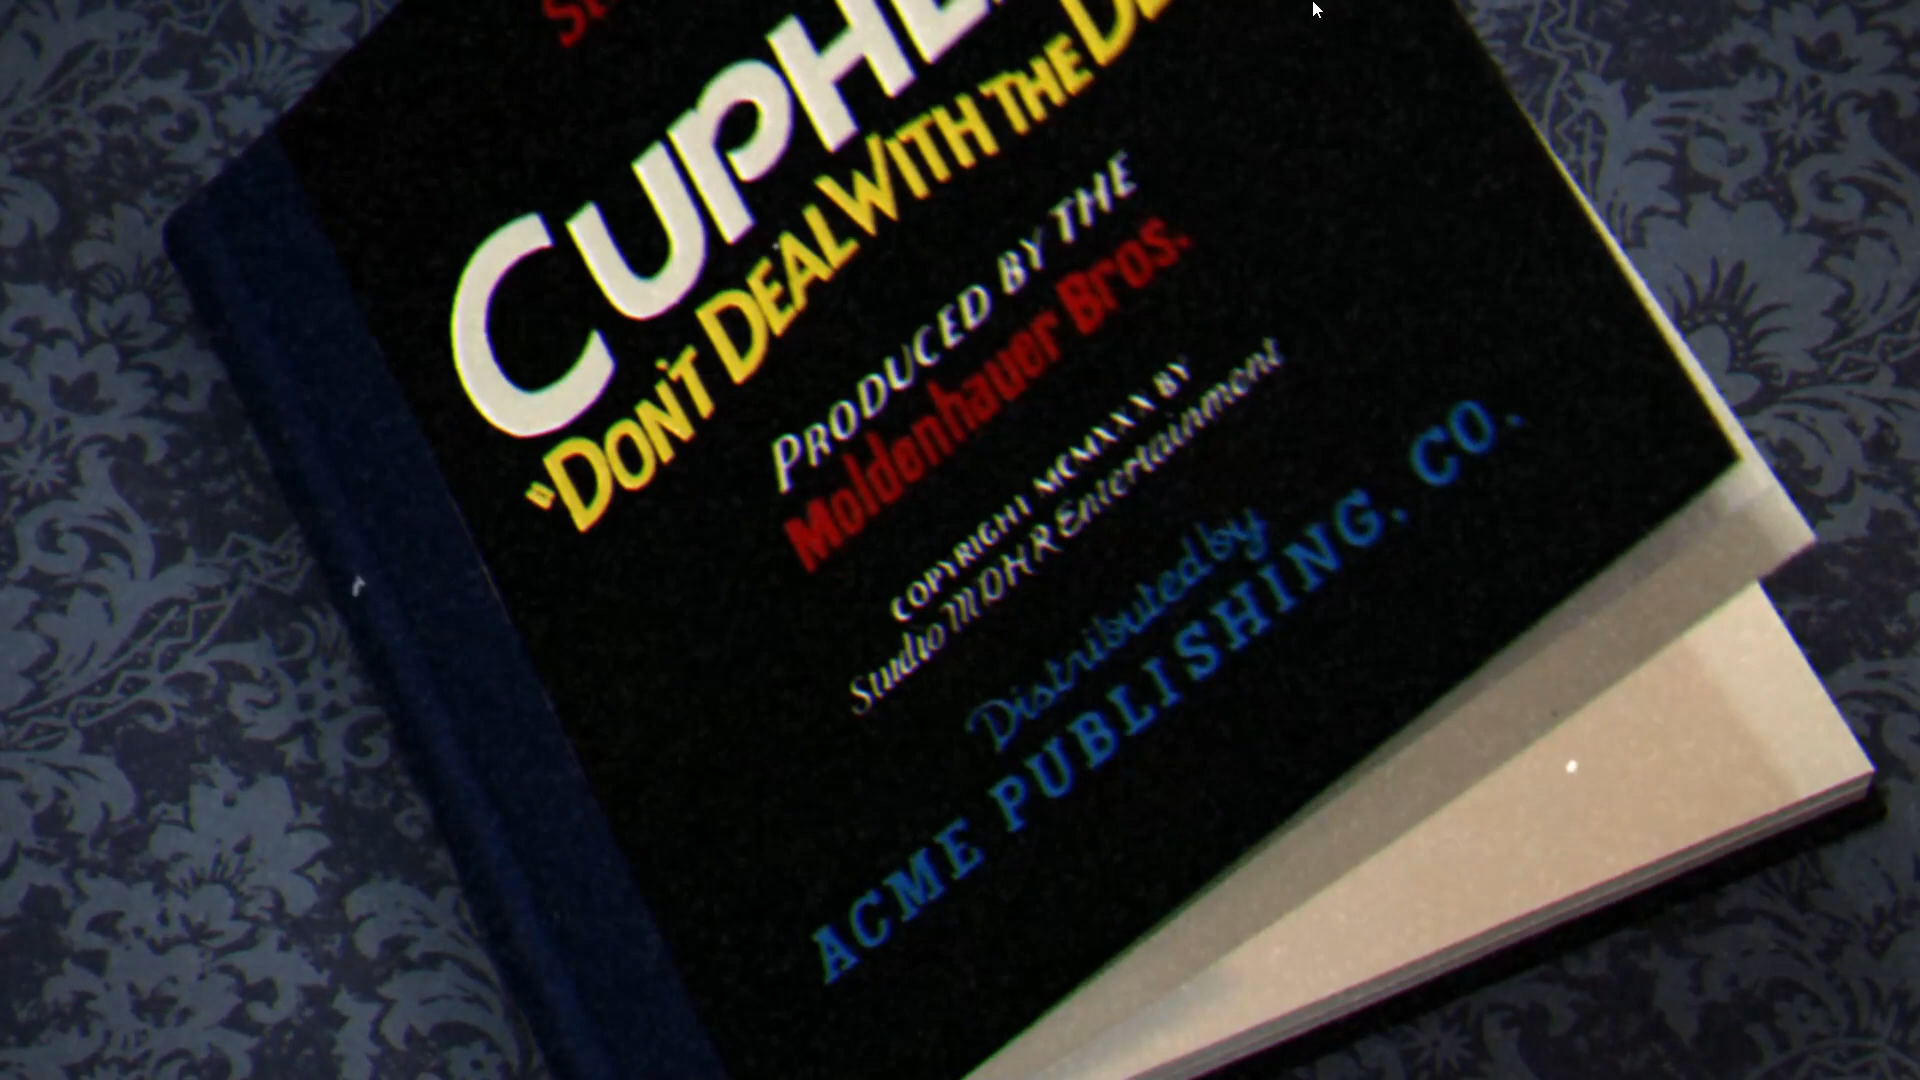 CUPHE
"DON'T DEAL WITH THE DE
PRODUCED BY THE
Moldenhauer Bros.
COPYRIGHT MCMXXX BY
Studio MDHR Entertainment
Distributed by
ACME PUBLISHING. CO.